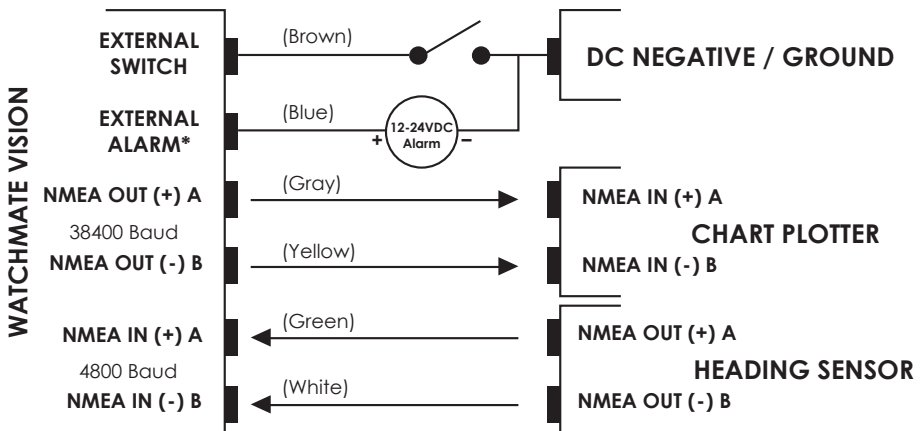 WATCHMATE VISION
EXTERNAL
SWITCH
(Brown)
DC NEGATIVE / GROUND
EXTERNAL
ALARM*
(Blue)
12-24VDC
+ Alarm –
NMEA OUT (+) A
(Gray)
NMEA IN (+) A
38400 Baud
CHART PLOTTER
NMEA OUT (-) B
(Yellow)
NMEA IN (-) B
NMEA IN (+) A
(Green)
NMEA OUT (+) A
4800 Baud
HEADING SENSOR
NMEA IN (-) B
(White)
NMEA OUT (-) B